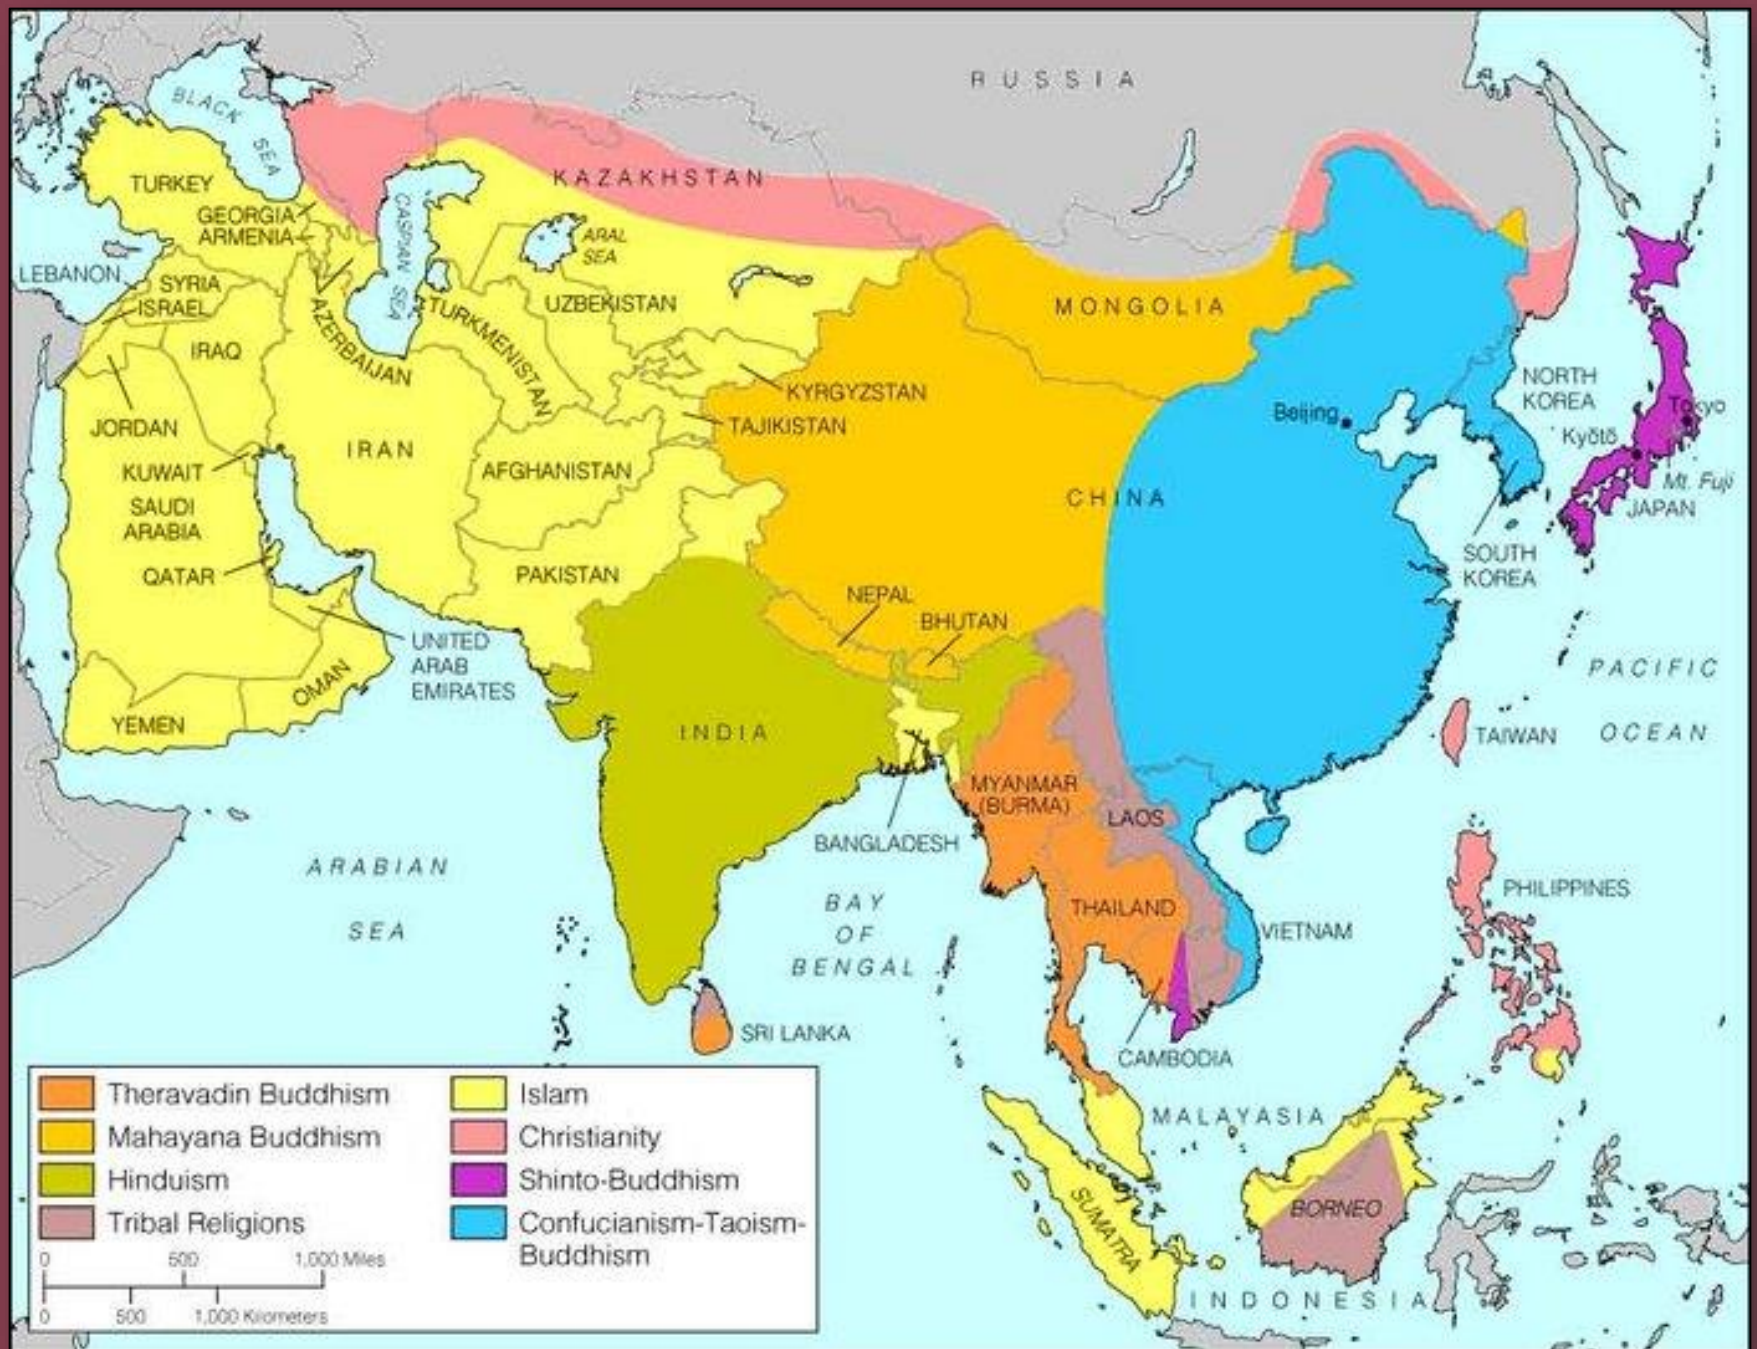 RUSSIA
BLACK
SEA
TURKEY
KAZAKHSTAN
GEORGIA
ARMENIA
CASPIAN SEA
ARAL
SEA
LEBANON
SYRIA
ISRAEL
UZBEKISTAN
MONGOLIA
AZERBAIJAN
TURKMENISTAN
IRAQ
KYRGYZSTAN
NORTH
KOREA
Tokyo
Beijing
JORDAN
TAJIKISTAN
Kyōtō
IRAN
KUWAIT
AFGHANISTAN
Mt. Fuji
CHINA
SAUDI
ARABIA
JAPAN
QATAR
PAKISTAN
SOUTH
KOREA
NEPAL
BHUTAN
UNITED
ARAB
EMIRATES
OMAN
YEMEN
PACIFIC
OCEAN
INDIA
TAIWAN
MYANMAR
(BURMA)
LAOS
BANGLADESH
ARABIAN
SEA
BAY
OF
BENGAL
THAILAND
PHILIPPINES
VIETNAM
SRI LANKA
CAMBODIA
MALAYASIA
SUMATRA
BORNEO
INDONESIA
Theravadin Buddhism
Mahayana Buddhism
Hinduism
Tribal Religions
Islam
Christianity
Shinto-Buddhism
Confucianism-Taoism-
Buddhism
0 500 1,000 Miles
0 500 1,000 Kilometers